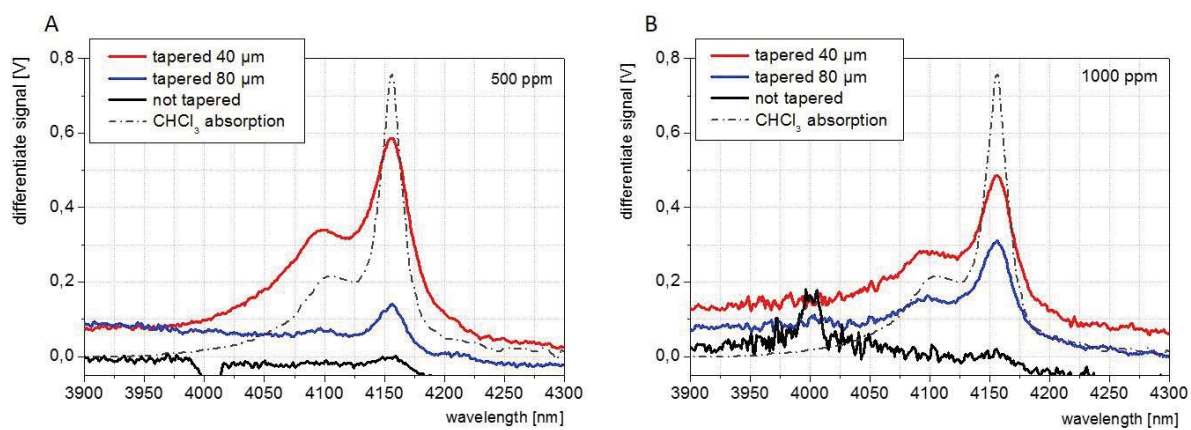 A
tapered 40 µm
tapered 80 µm
not tapered
CHCl₃ absorption
500 ppm
differentiate signal [V]
0,8
0,6
0,4
0,2
0,0
3900 3950 4000 4050 4100 4150 4200 4250 4300
wavelength [nm]
B
tapered 40 µm
tapered 80 µm
not tapered
CHCl₃ absorption
1000 ppm
differentiate signal [V]
0,8
0,6
0,4
0,2
0,0
3900 3950 4000 4050 4100 4150 4200 4250 4300
wavelength [nm]